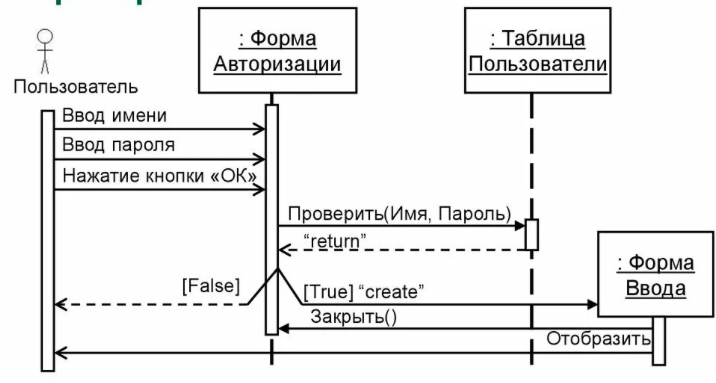 : Форма
Авторизации
: Таблица
Пользователи
Пользователь
Ввод имени
Ввод пароля
Нажатие кнопки «ОК»
Проверить(Имя, Пароль)
“return”
[False]
[True] “create”
: Форма
Ввода
Закрыть()
Отобразить